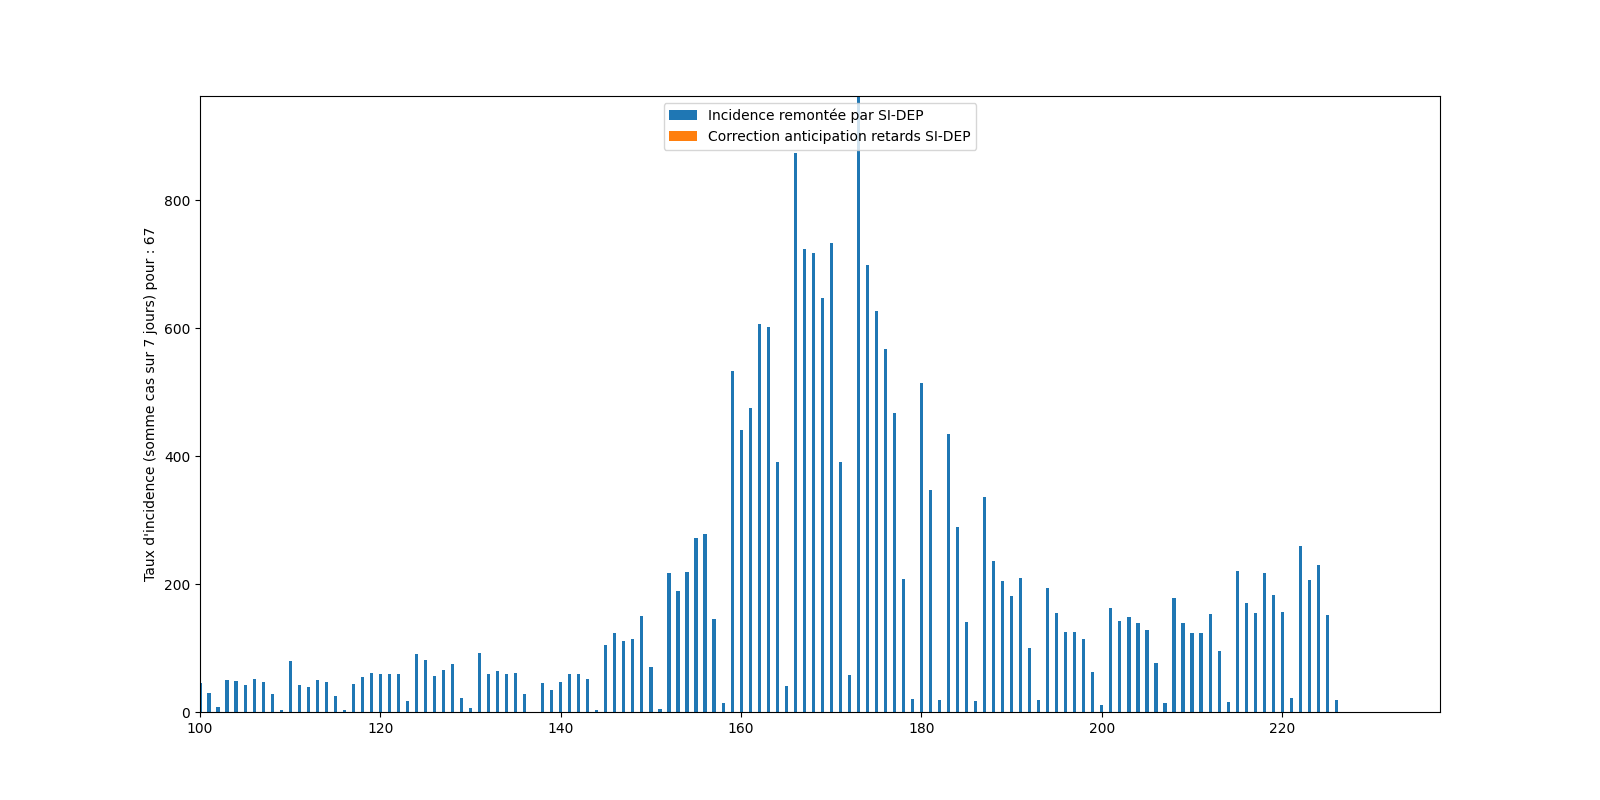 Incidence remontée par SI-DEP
Correction anticipation retards SI-DEP
Taux d'incidence (somme cas sur 7 jours) pour : 67
800
600
400
200
0
100 120 140 160 180 200 220